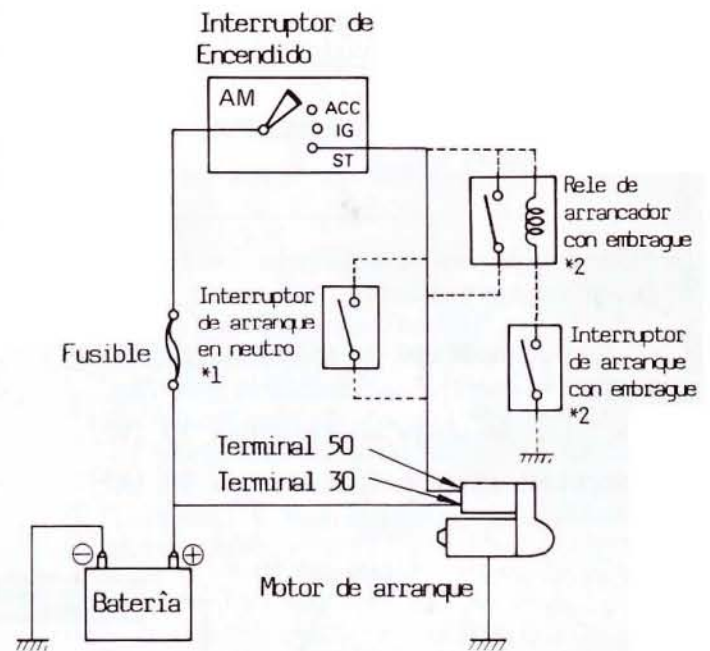 Interruptor de
Encendido
AM
ACC
IG
ST
Rele de
arrancador
con embrague
*2
Interruptor
de arranque
en neutro
*1
Fusible
Interruptor
de arranque
con embrague
*2
Terminal 50
Terminal 30
⊖
⊕
Baterîa
Motor de arranque